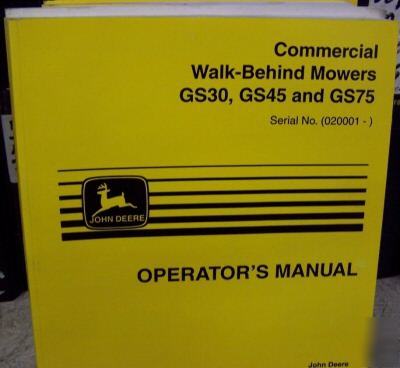 Commercial
Walk-Behind Mowers
GS30, GS45 and GS75
Serial No. (020001 - )
JOHN DEERE
OPERATOR'S MANUAL
John Deere